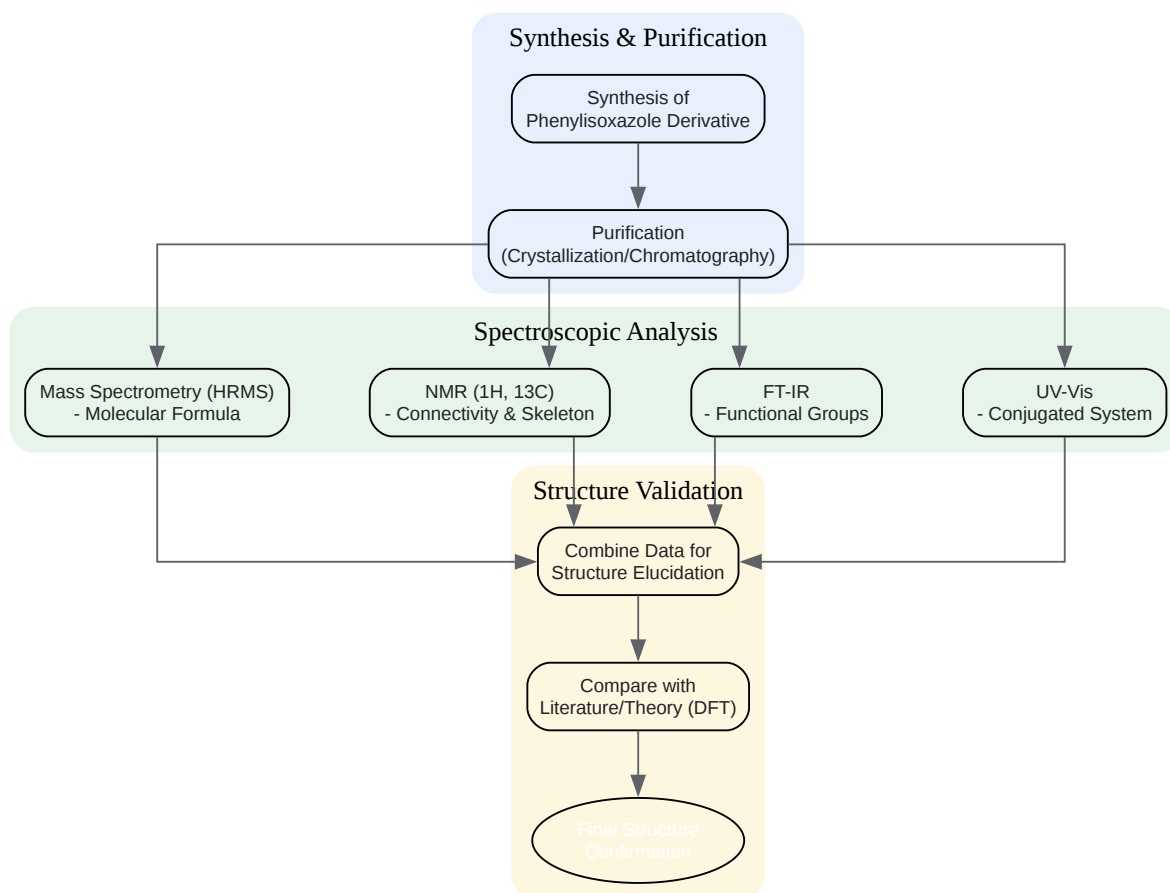 Synthesis & Purification
Synthesis of
Phenylisoxazole Derivative
Purification
(Crystallization/Chromatography)
Spectroscopic Analysis
Mass Spectrometry (HRMS)
- Molecular Formula
NMR (1H, 13C)
- Connectivity & Skeleton
FT-IR
- Functional Groups
UV-Vis
- Conjugated System
Structure Validation
Combine Data for
Structure Elucidation
Compare with
Literature/Theory (DFT)
Final Structure
Confirmation